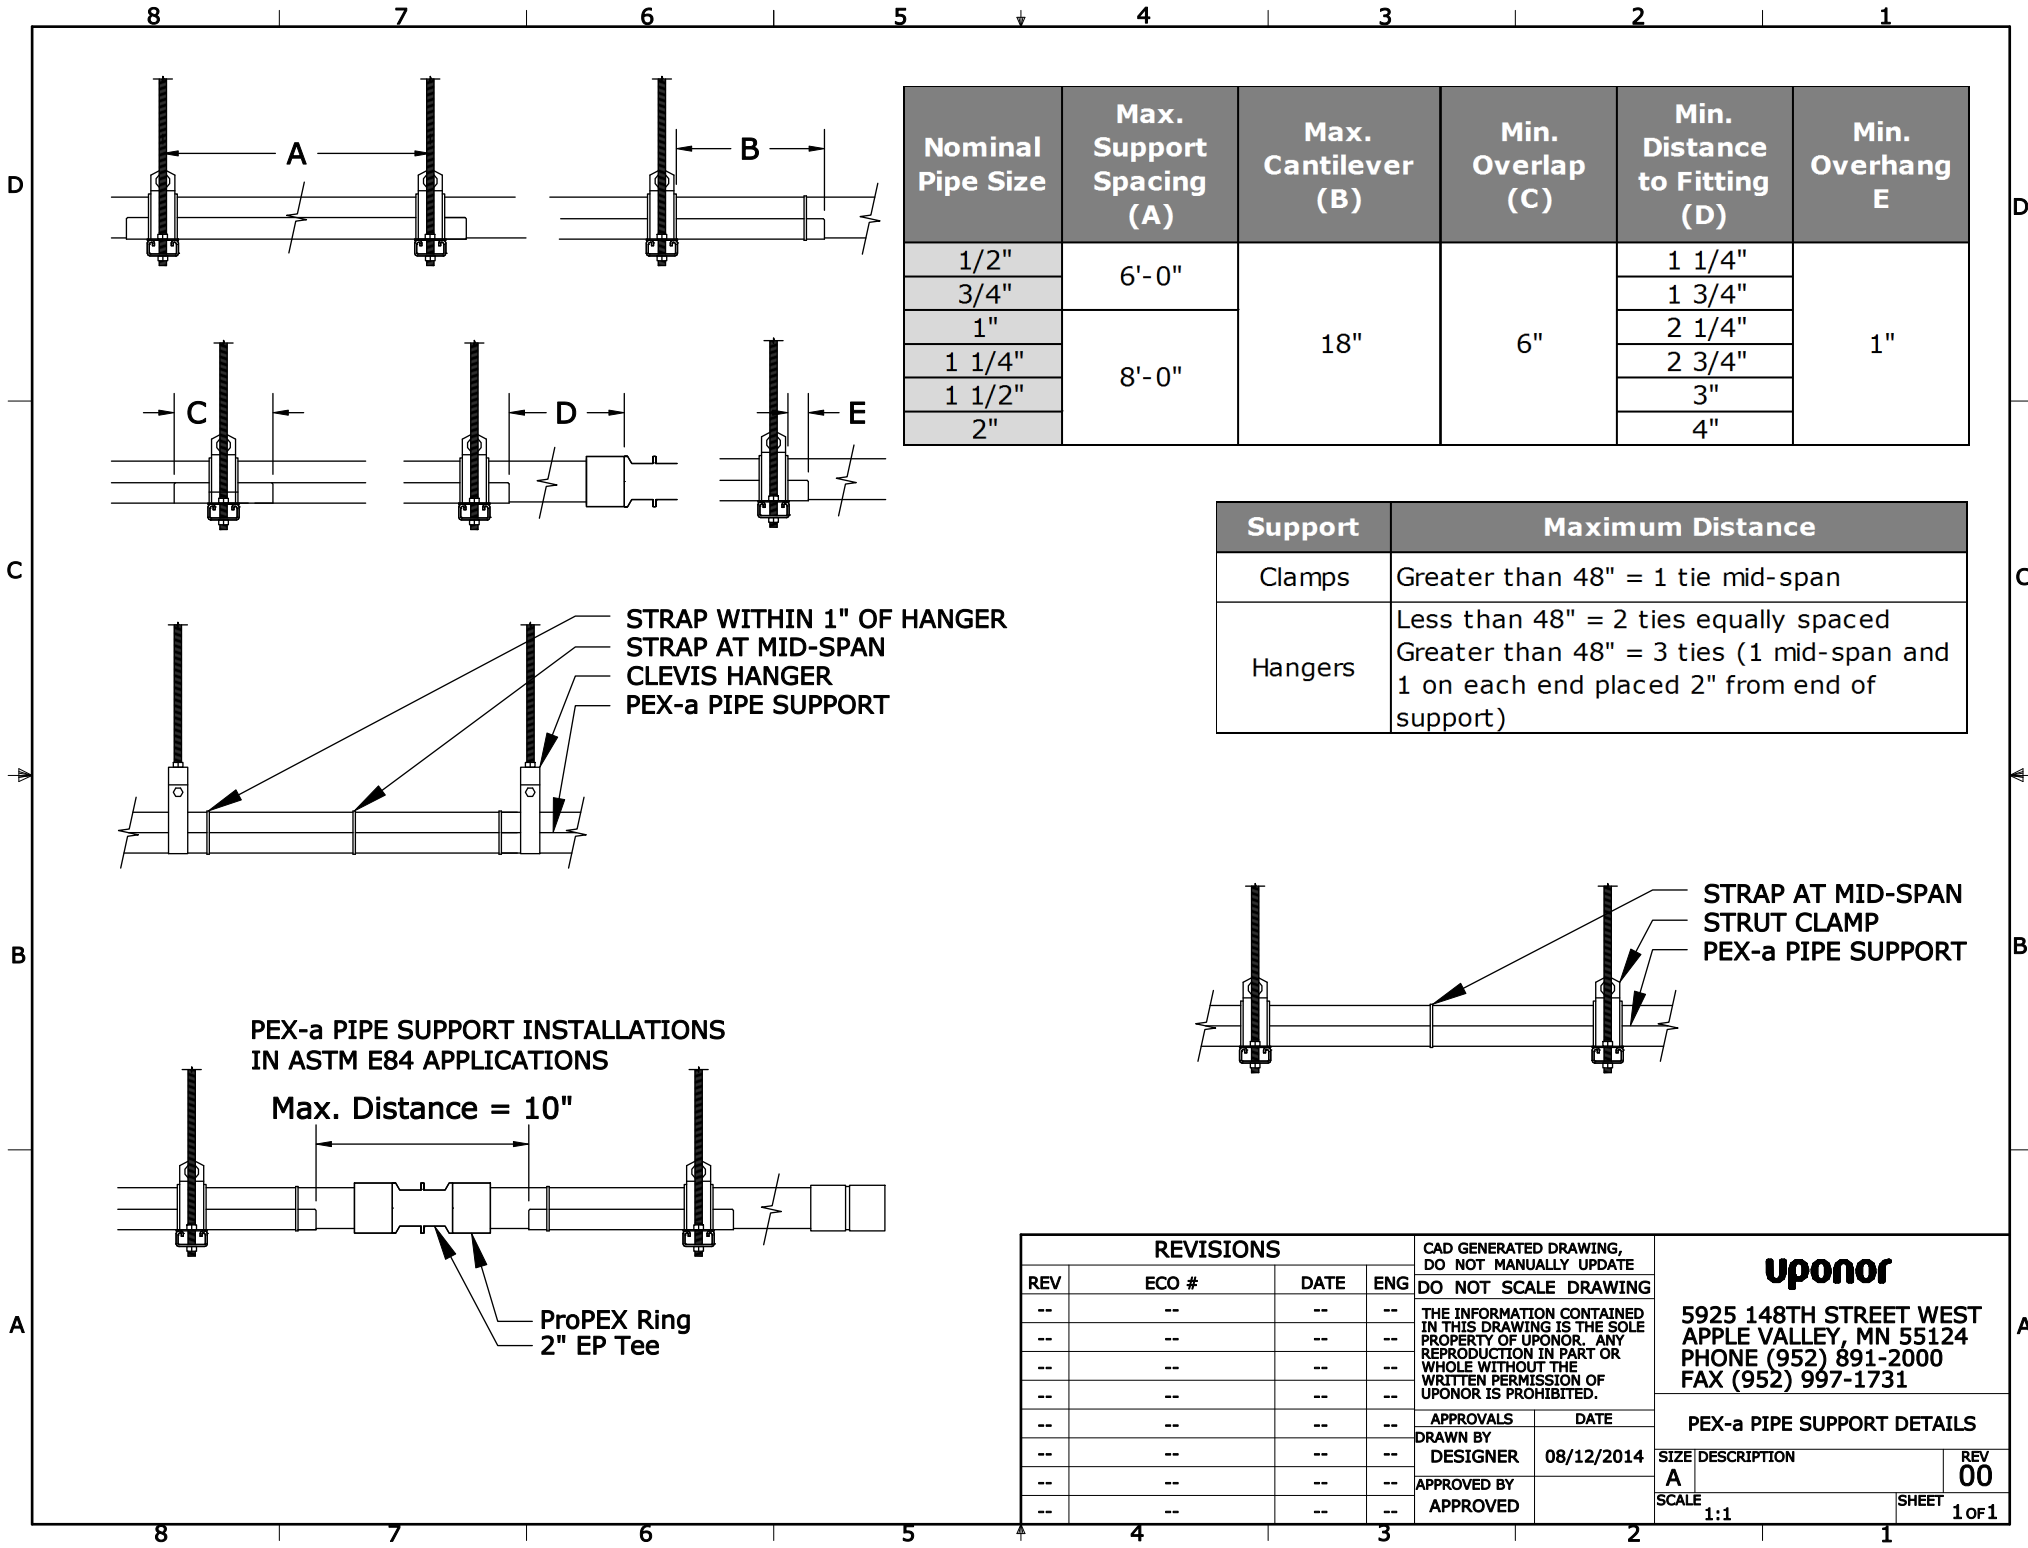 8 7 6 5 4 3 2 1
D
D
A
B
Nominal Pipe Size
Max. Support Spacing (A)
Max. Cantilever (B)
Min. Overlap (C)
Min. Distance to Fitting (D)
Min. Overhang E
1/2" 6'-0" 18" 6" 1 1/4" 1"
3/4" 1 3/4"
1" 8'-0" 2 1/4"
1 1/4" 2 3/4"
1 1/2" 3"
2" 4"
C
D
E
Support Maximum Distance
Clamps Greater than 48" = 1 tie mid-span
Hangers Less than 48" = 2 ties equally spaced
Greater than 48" = 3 ties (1 mid-span and
1 on each end placed 2" from end of
support)
C
C
STRAP WITHIN 1" OF HANGER
STRAP AT MID-SPAN
CLEVIS HANGER
PEX-a PIPE SUPPORT
STRAP AT MID-SPAN
STRUT CLAMP
PEX-a PIPE SUPPORT
B
B
PEX-a PIPE SUPPORT INSTALLATIONS
IN ASTM E84 APPLICATIONS
Max. Distance = 10"
ProPEX Ring
2" EP Tee
A
A
REVISIONS
REV ECO # DATE ENG
-- -- -- --
-- -- -- --
-- -- -- --
-- -- -- --
-- -- -- --
-- -- -- --
-- -- -- --
-- -- -- --
CAD GENERATED DRAWING,
DO NOT MANUALLY UPDATE
DO NOT SCALE DRAWING
THE INFORMATION CONTAINED
IN THIS DRAWING IS THE SOLE
PROPERTY OF UPONOR. ANY
REPRODUCTION IN PART OR
WHOLE WITHOUT THE
WRITTEN PERMISSION OF
UPONOR IS PROHIBITED.
APPROVALS DATE
DRAWN BY
DESIGNER 08/12/2014
APPROVED BY
APPROVED
uponor
5925 148TH STREET WEST
APPLE VALLEY, MN 55124
PHONE (952) 891-2000
FAX (952) 997-1731
PEX-a PIPE SUPPORT DETAILS
SIZE DESCRIPTION REV
A 00
SCALE 1:1 SHEET 1 OF 1
8 7 6 5 4 3 2 1